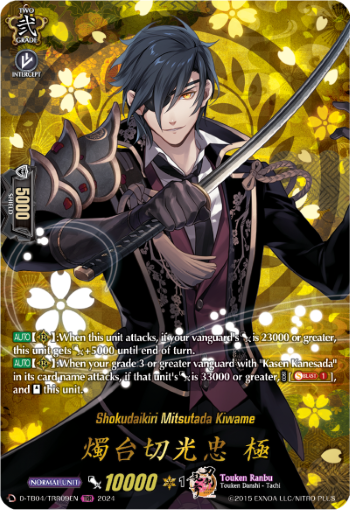 TWO
弐
GRADE
INTERCEPT
5000
SHIELD
AUTO【】:When this unit attacks, if your vanguard's is 23000 or greater,
this unit gets +5000 until end of turn.
AUTO【】:When your grade 3 or greater vanguard with "Kasen Kanesada"
in its card name attacks, if that unit's is 33000 or greater, [BLAST 1],
and this unit.
Shokudaikiri Mitsutada Kiwame
燭台切光忠 極
NORMAL UNIT 10000 1 Touken Ranbu
Touken Danshi - Tachi
D-TB04/TRR09EN TRR 2024 ©2015 EXNOA LLC/NITRO PLUS